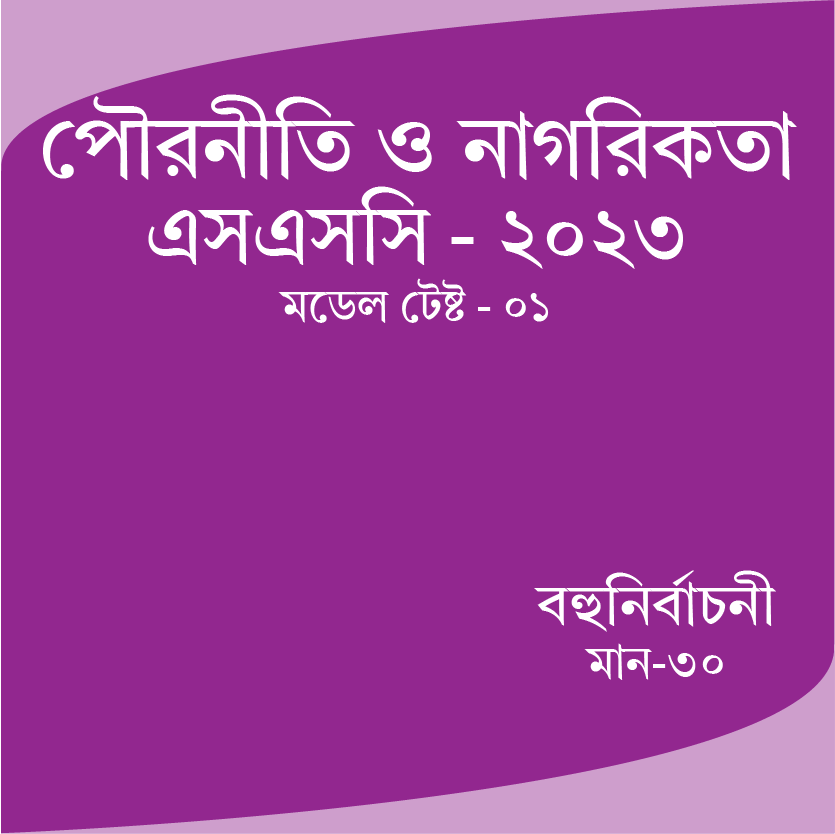 পৌরনীতি ও নাগরিকতা
এসএসসি - ২০২৩
মডেল টেষ্ট - ০১
বহুনির্বাচনী
মান-৩০